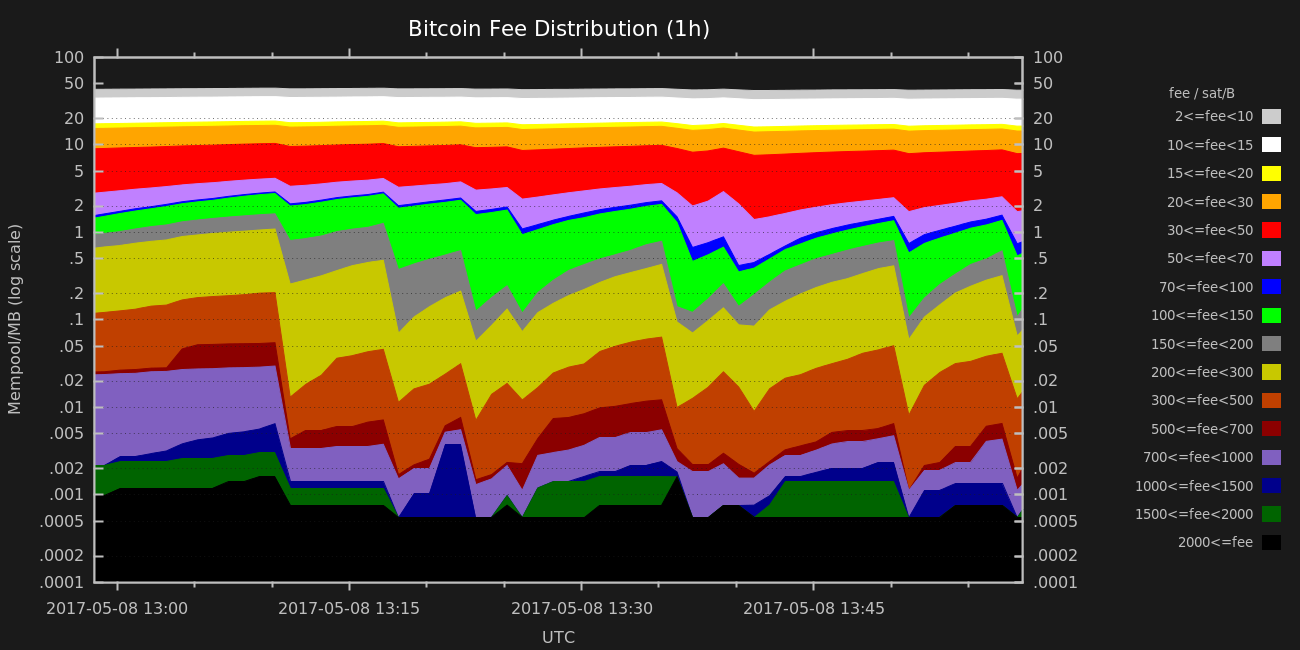 Bitcoin Fee Distribution (1h)
100
50
20
10
5
2
1
.5
.2
.1
.05
.02
.01
.005
.002
.001
.0005
.0002
.0001
Mempool/MB (log scale)
100
50
20
10
5
2
1
.5
.2
.1
.05
.02
.01
.005
.002
.001
.0005
.0002
.0001
2017-05-08 13:00
2017-05-08 13:15
2017-05-08 13:30
2017-05-08 13:45
UTC
fee / sat/B
2<=fee<10
10<=fee<15
15<=fee<20
20<=fee<30
30<=fee<50
50<=fee<70
70<=fee<100
100<=fee<150
150<=fee<200
200<=fee<300
300<=fee<500
500<=fee<700
700<=fee<1000
1000<=fee<1500
1500<=fee<2000
2000<=fee